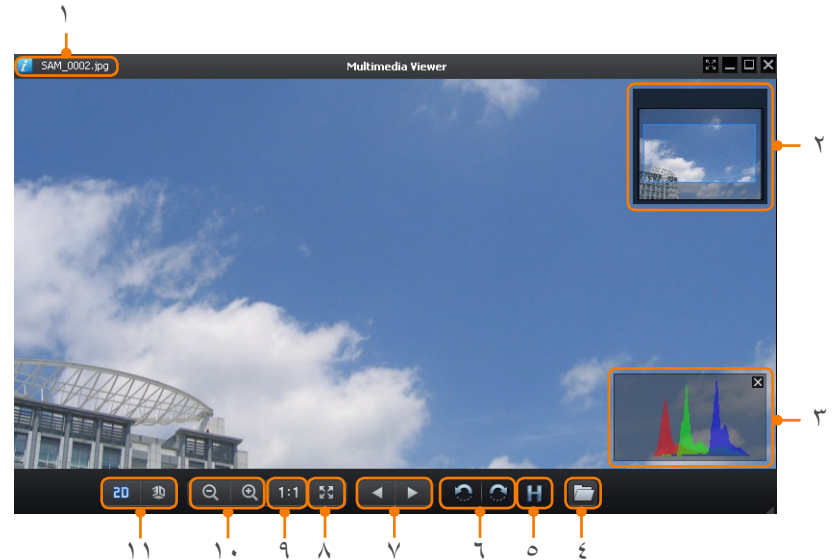 ١
SAM_0002.jpg
Multimedia Viewer
٢
٣
2D 3D 1:1 H
١١ ١٠ ٩ ٨ ٧ ٦ ٥ ٤